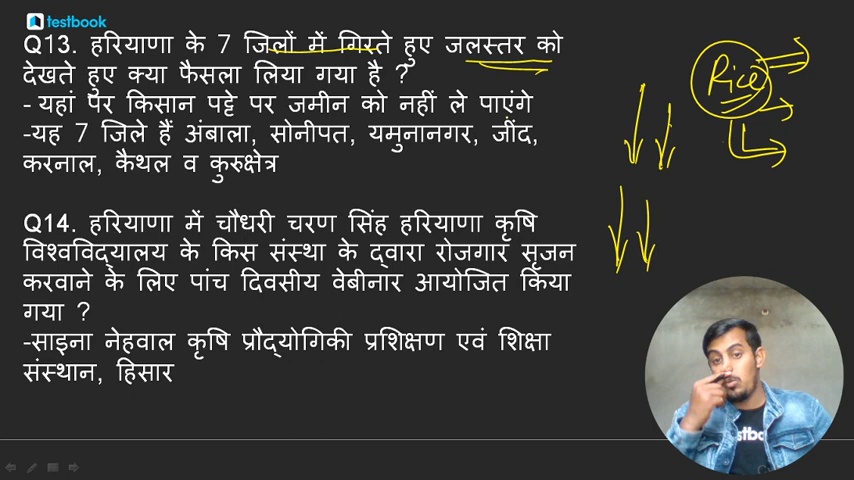 testbook
Q13. हरियाणा के 7 जिलों में गिरते हुए जलस्तर को
देखते हुए क्या फैसला लिया गया है ?
- यहां पर किसान पट्टे पर जमीन को नहीं ले पाएंगे
-यह 7 जिले हैं अंबाला, सोनीपत, यमुनानगर, जींद,
करनाल, कैथल व कुरुक्षेत्र
Rice
Q14. हरियाणा में चौधरी चरण सिंह हरियाणा कृषि
विश्वविद्यालय के किस संस्था के द्वारा रोजगार सृजन
करवाने के लिए पांच दिवसीय वेबीनार आयोजित किया
गया ?
-साइना नेहवाल कृषि प्रौद्योगिकी प्रशिक्षण एवं शिक्षा
संस्थान, हिसार
stbo